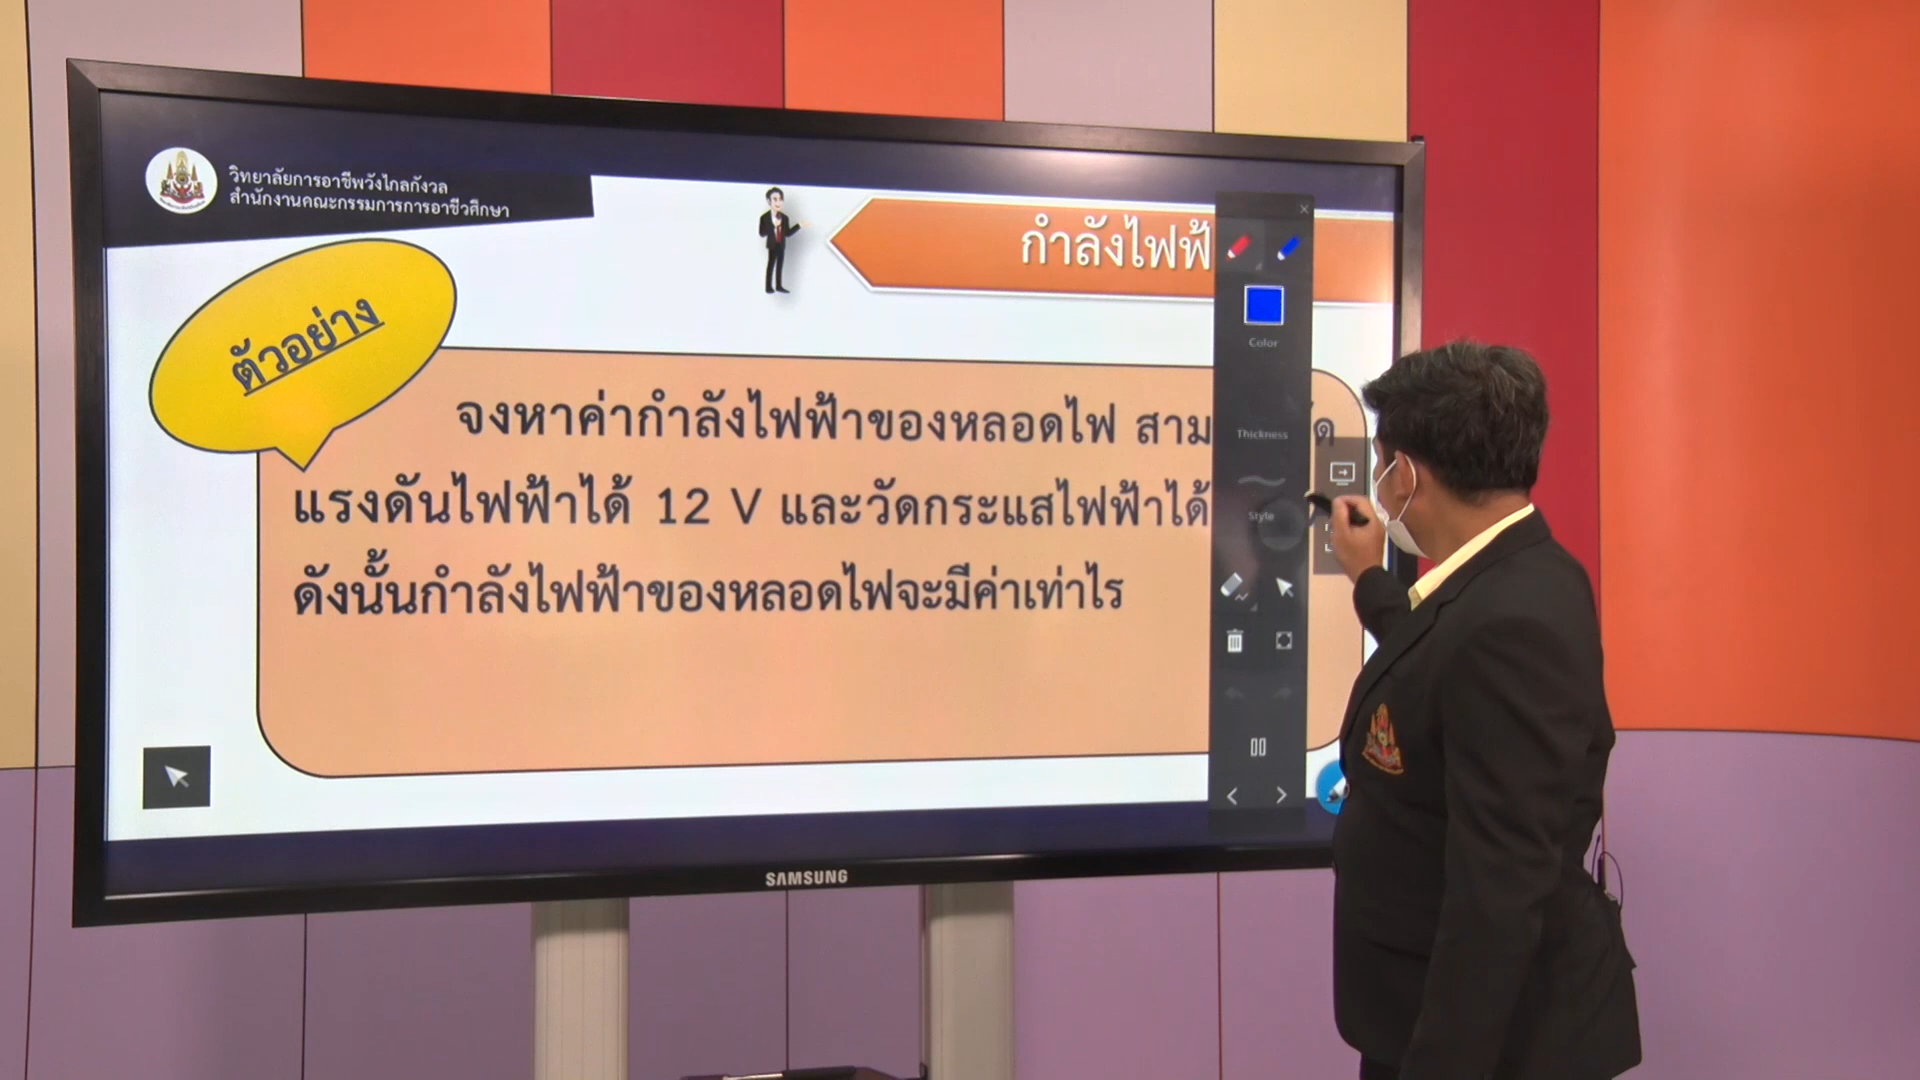 วิทยาลัยการอาชีพวังไกลกังวล
สำนักงานคณะกรรมการการอาชีวศึกษา
กำลังไฟฟ้
ตัวอย่าง
จงหาค่ากำลังไฟฟ้าของหลอดไฟ
แรงดันไฟฟ้าได้ 12 V และวัดกระแสไฟฟ้าได้
ดังนั้นกำลังไฟฟ้าของหลอดไฟจะมีค่าเท่าไร
Color
Thickness
Style
SAMSUNG